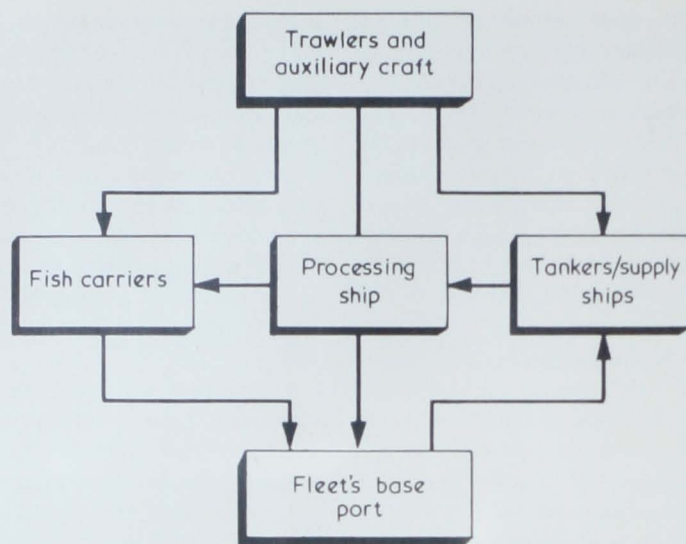 Trawlers and
auxiliary craft
Fish carriers
Processing
ship
Tankers/supply
ships
Fleet's base
port